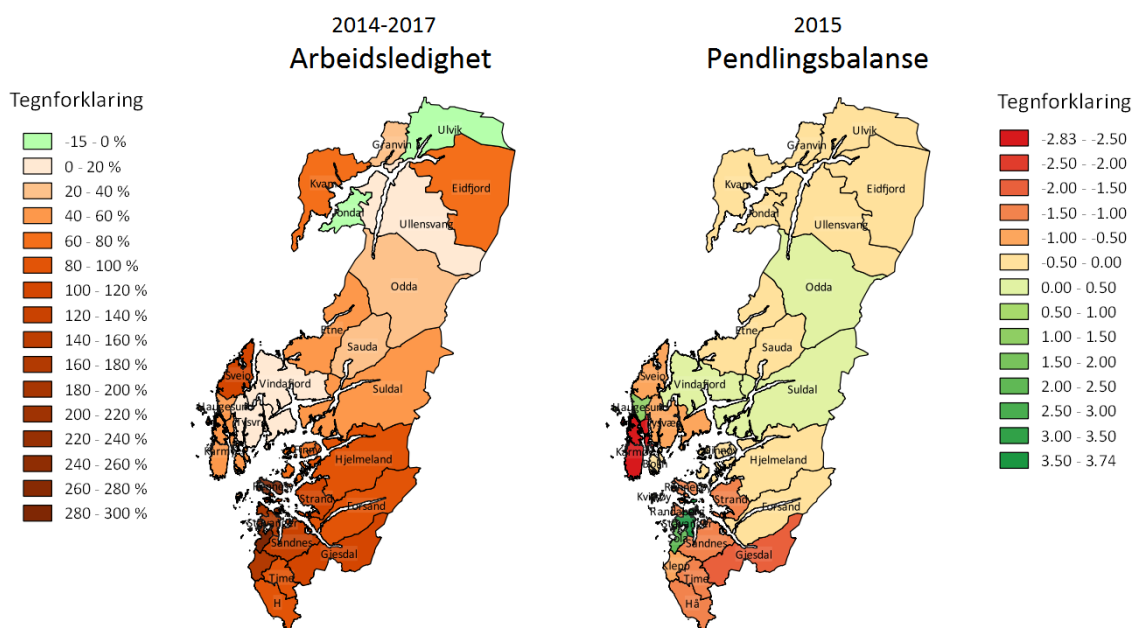 2014-2017
Arbeidsledighet
Tegnforklaring
-15 - 0 %
0 - 20 %
20 - 40 %
40 - 60 %
60 - 80 %
80 - 100 %
100 - 120 %
120 - 140 %
140 - 160 %
160 - 180 %
180 - 200 %
200 - 220 %
220 - 240 %
240 - 260 %
260 - 280 %
280 - 300 %
Ulvik
Granvin
Kvam
Eidfjord
Jondal
Ullensvang
Odda
Etne
Sauda
Sveio
Vindafjord
Suldal
Haugesund
Hjelmeland
Strand
Forsand
Sandnes
Gjesdal
Time
H
2015
Pendlingsbalanse
Ulvik
Granvin
Kvam
Eidfjord
Jondal
Ullensvang
Odda
Etne
Sauda
Sveio
Vindafjord
Suldal
Haugesund
Hjelmeland
Strand
Forsand
Sandnes
Gjesdal
Klepp
Time
Hå
Tegnforklaring
-2.83 - -2.50
-2.50 - -2.00
-2.00 - -1.50
-1.50 - -1.00
-1.00 - -0.50
-0.50 - 0.00
0.00 - 0.50
0.50 - 1.00
1.00 - 1.50
1.50 - 2.00
2.00 - 2.50
2.50 - 3.00
3.00 - 3.50
3.50 - 3.74